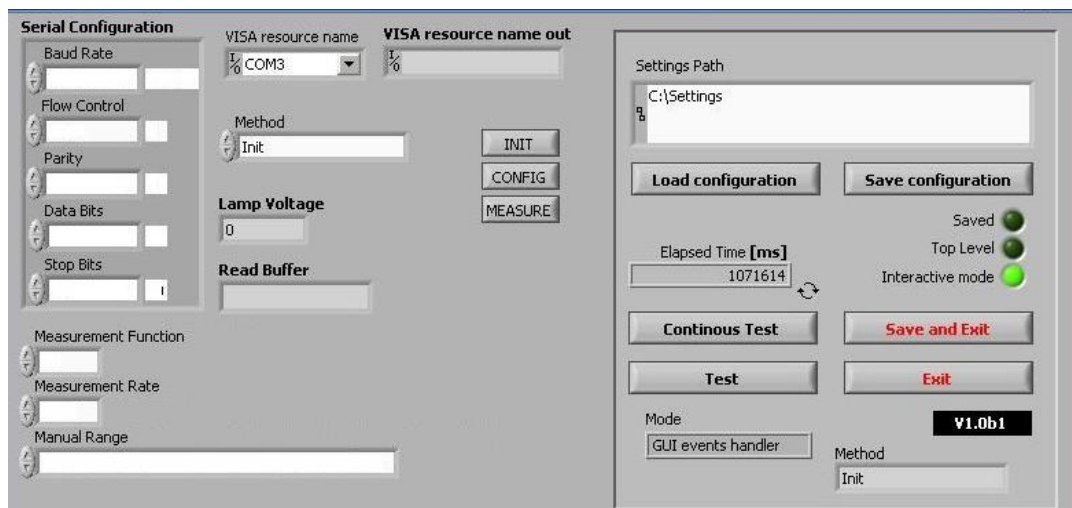 Serial Configuration
Baud Rate
Flow Control
Parity
Data Bits
Stop Bits
VISA resource name
COM3
VISA resource name out
Method
Init
INIT
CONFIG
MEASURE
Lamp Voltage
0
Read Buffer
Measurement Function
Measurement Rate
Manual Range
Settings Path
C:\Settings
Load configuration
Save configuration
Saved
Top Level
Interactive mode
Elapsed Time [ms]
1071614
Continous Test
Save and Exit
Test
Exit
Mode
GUI events handler
V1.0b1
Method
Init